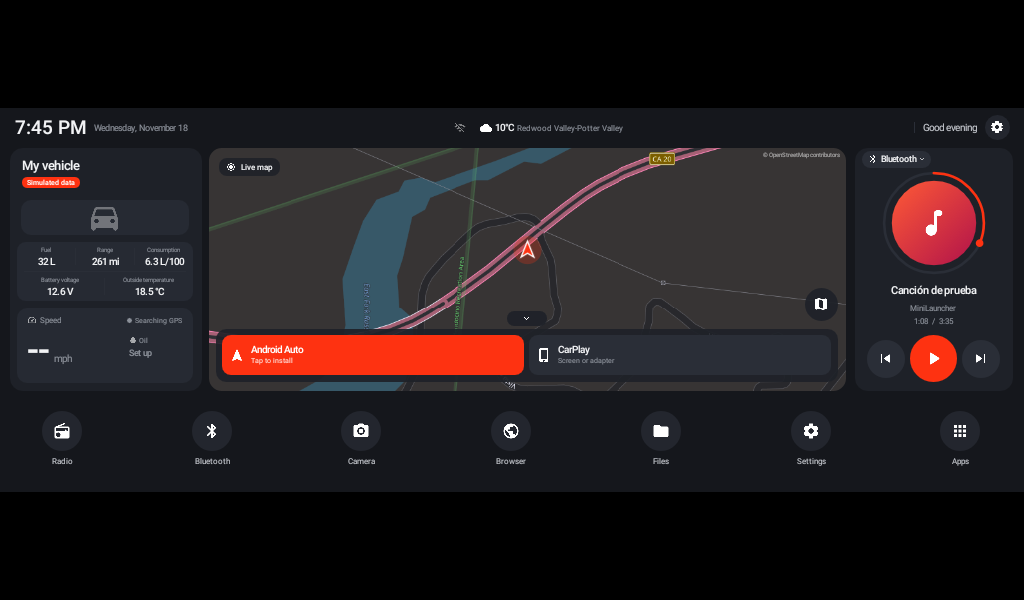 7:45 PM Wednesday, November 18
10°C Redwood Valley-Potter Valley
Good evening
My vehicle
Simulated data
Fuel Range Consumption
32 L 261 mi 6.3 L/100
Battery voltage Outside temperature
12.6 V 18.5 °C
Speed Searching GPS
-- mph
Oil
Set up
Live map
CA 20
© OpenStreetMap contributors
Android Auto
Tap to install
CarPlay
Screen or adapter
Bluetooth
Canción de prueba
MiniLauncher
1:08 / 3:35
Radio Bluetooth Camera Browser Files Settings Apps